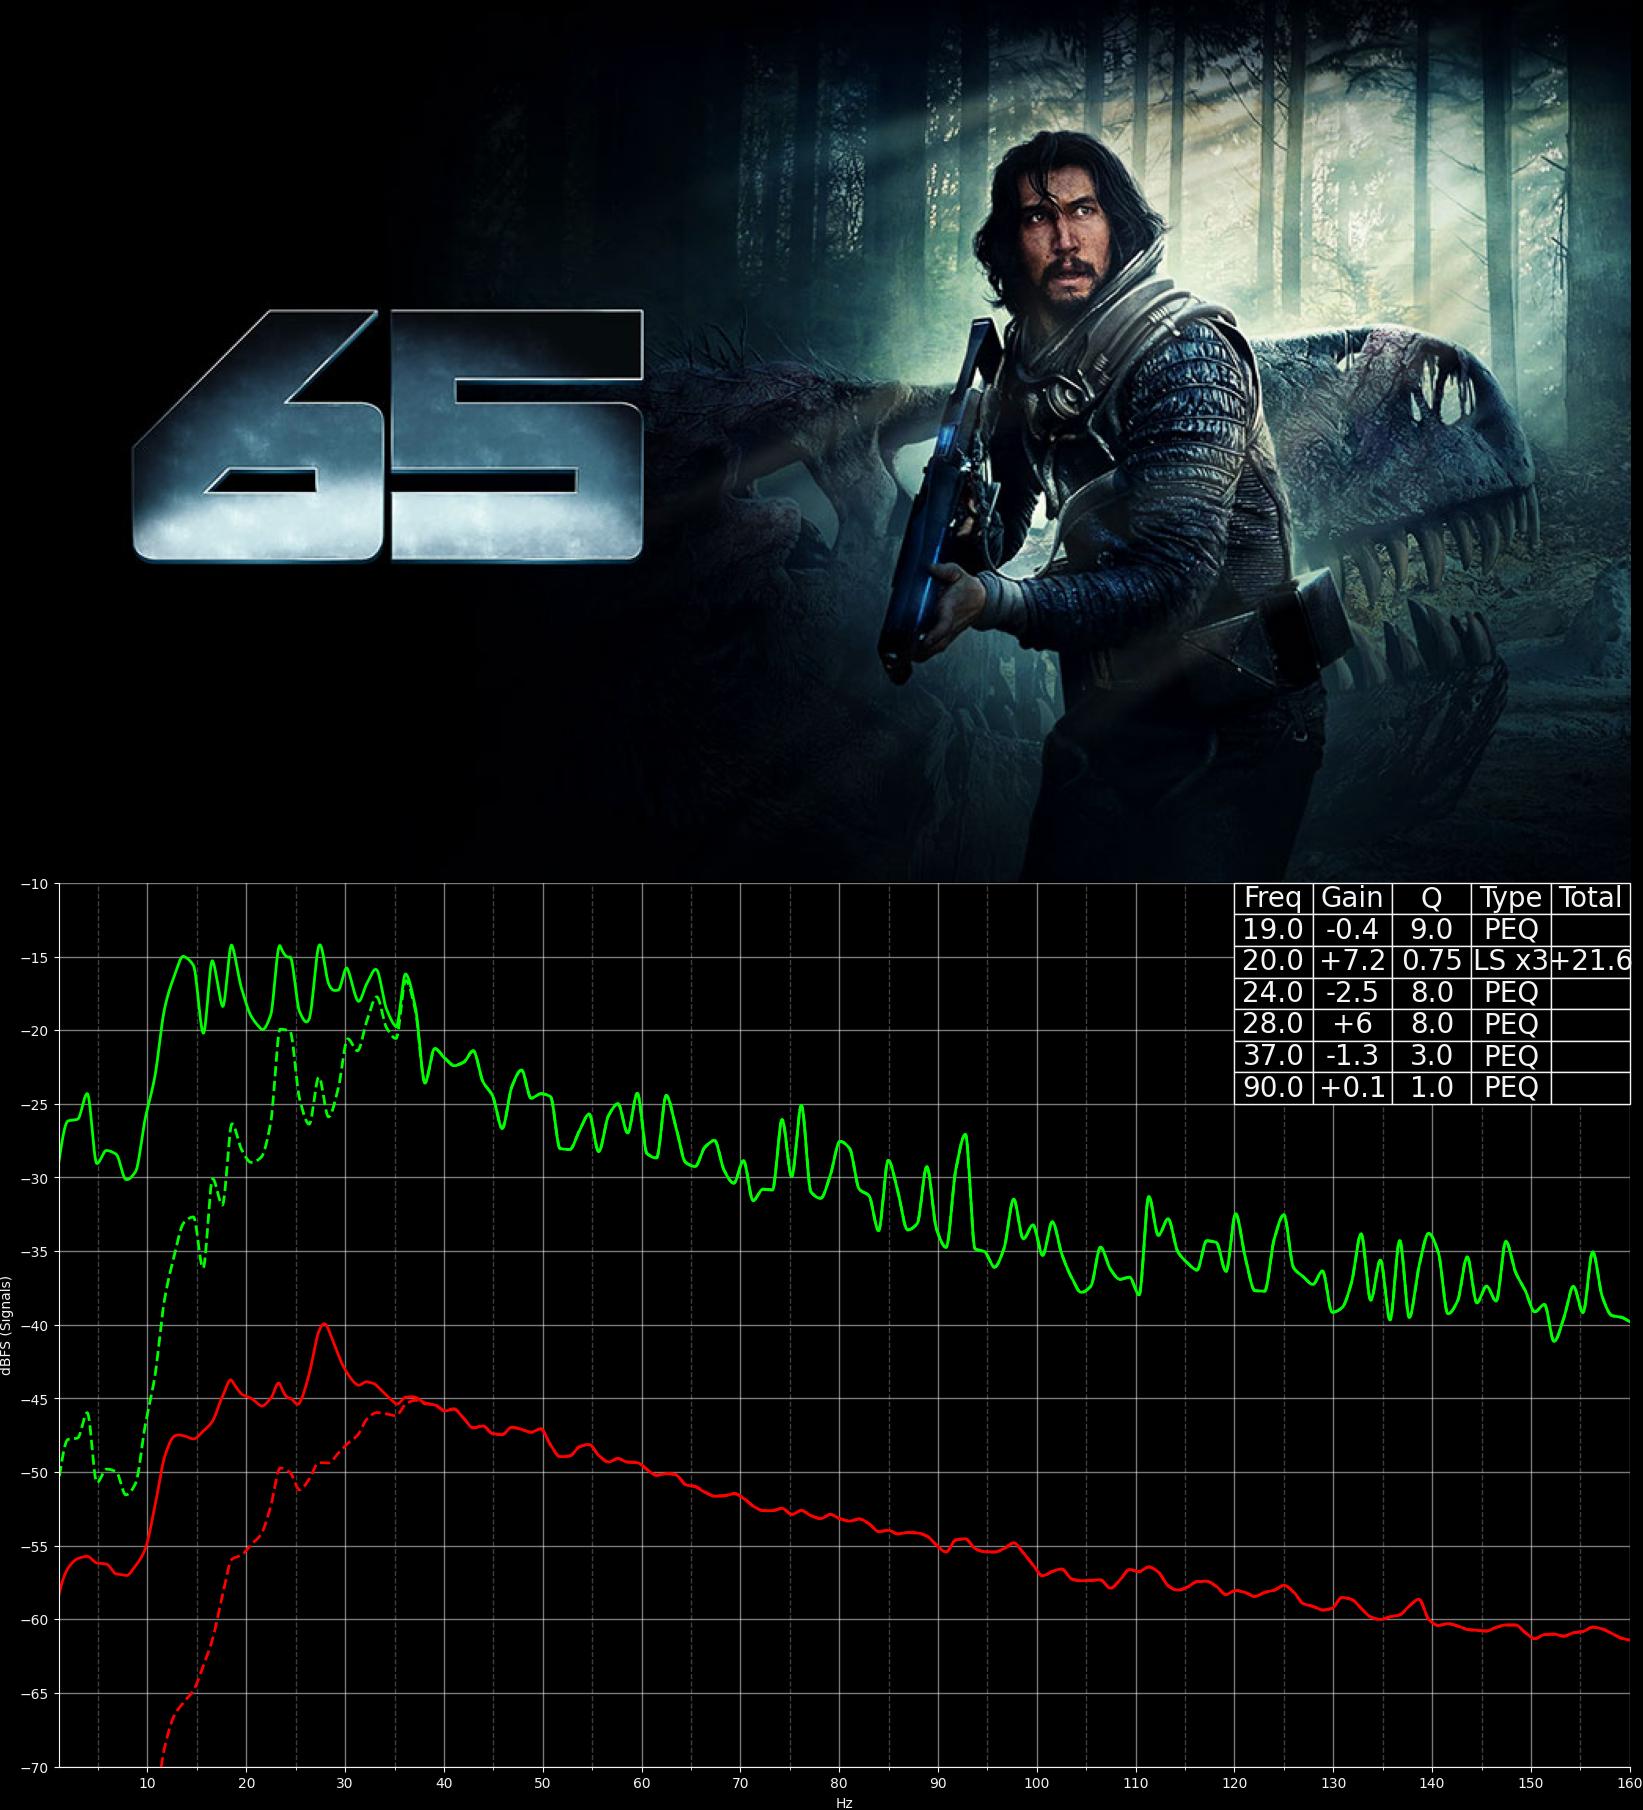 65
Freq Gain Q Type Total
19.0 -0.4 9.0 PEQ
20.0 +7.2 0.75 LS x3 +21.6
24.0 -2.5 8.0 PEQ
28.0 +6 8.0 PEQ
37.0 -1.3 3.0 PEQ
90.0 +0.1 1.0 PEQ
−10
−15
−20
−25
−30
−35
−40
−45
−50
−55
−60
−65
−70
dBFS (Signals)
10 20 30 40 50 60 70 80 90 100 110 120 130 140 150 160
Hz